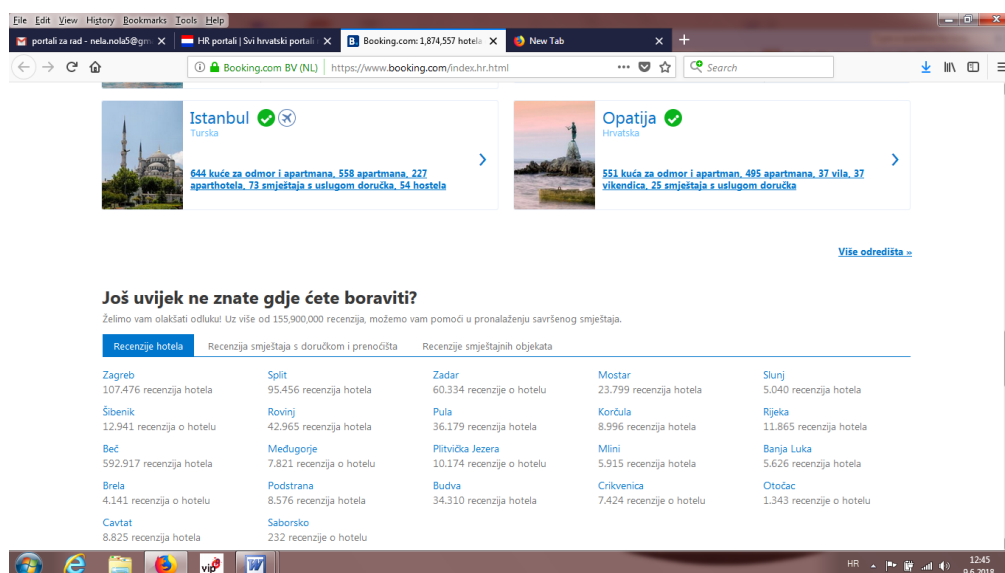 File Edit View History Bookmarks Tools Help
portali za rad - nela.nola5@gm
HR portali | Svi hrvatski portali
Booking.com: 1,874,557 hotela
New Tab
Booking.com BV (NL) https://www.booking.com/index.hr.html
Search
Istanbul
Turska
644 kuće za odmor i apartmana, 558 apartmana, 227
aparthotela, 73 smještaja s uslugom doručka, 54 hostela
Opatija
Hrvatska
551 kuća za odmor i apartman, 495 apartmana, 37 vila, 37
vikendica, 25 smještaja s uslugom doručka
Više odredišta »
Još uvijek ne znate gdje ćete boraviti?
Želimo vam olakšati odluku! Uz više od 155,900,000 recenzija, možemo vam pomoći u pronalaženju savršenog smještaja.
Recenzije hotela Recenzija smještaja s doručkom i prenoćišta Recenzije smještajnih objekata
Zagreb Split Zadar Mostar Slunj
107.476 recenzija hotela 95.456 recenzija hotela 60.334 recenzije o hotelu 23.799 recenzija hotela 5.040 recenzija hotela
Šibenik Rovinj Pula Korčula Rijeka
12.941 recenzija o hotelu 42.965 recenzija hotela 36.179 recenzija hotela 8.996 recenzija hotela 11.865 recenzija hotela
Beč Međugorje Plitvička Jezera Mlini Banja Luka
592.917 recenzija hotela 7.821 recenzija o hotelu 10.174 recenzije o hotelu 5.915 recenzija hotela 5.626 recenzija hotela
Brela Podstrana Budva Crikvenica Otočac
4.141 recenzija o hotelu 8.576 recenzija hotela 34.310 recenzija hotela 7.424 recenzije o hotelu 1.343 recenzije o hotelu
Cavtat Saborsko
8.825 recenzija hotela 232 recenzije o hotelu
vip
HR
12:45
9.6.2018